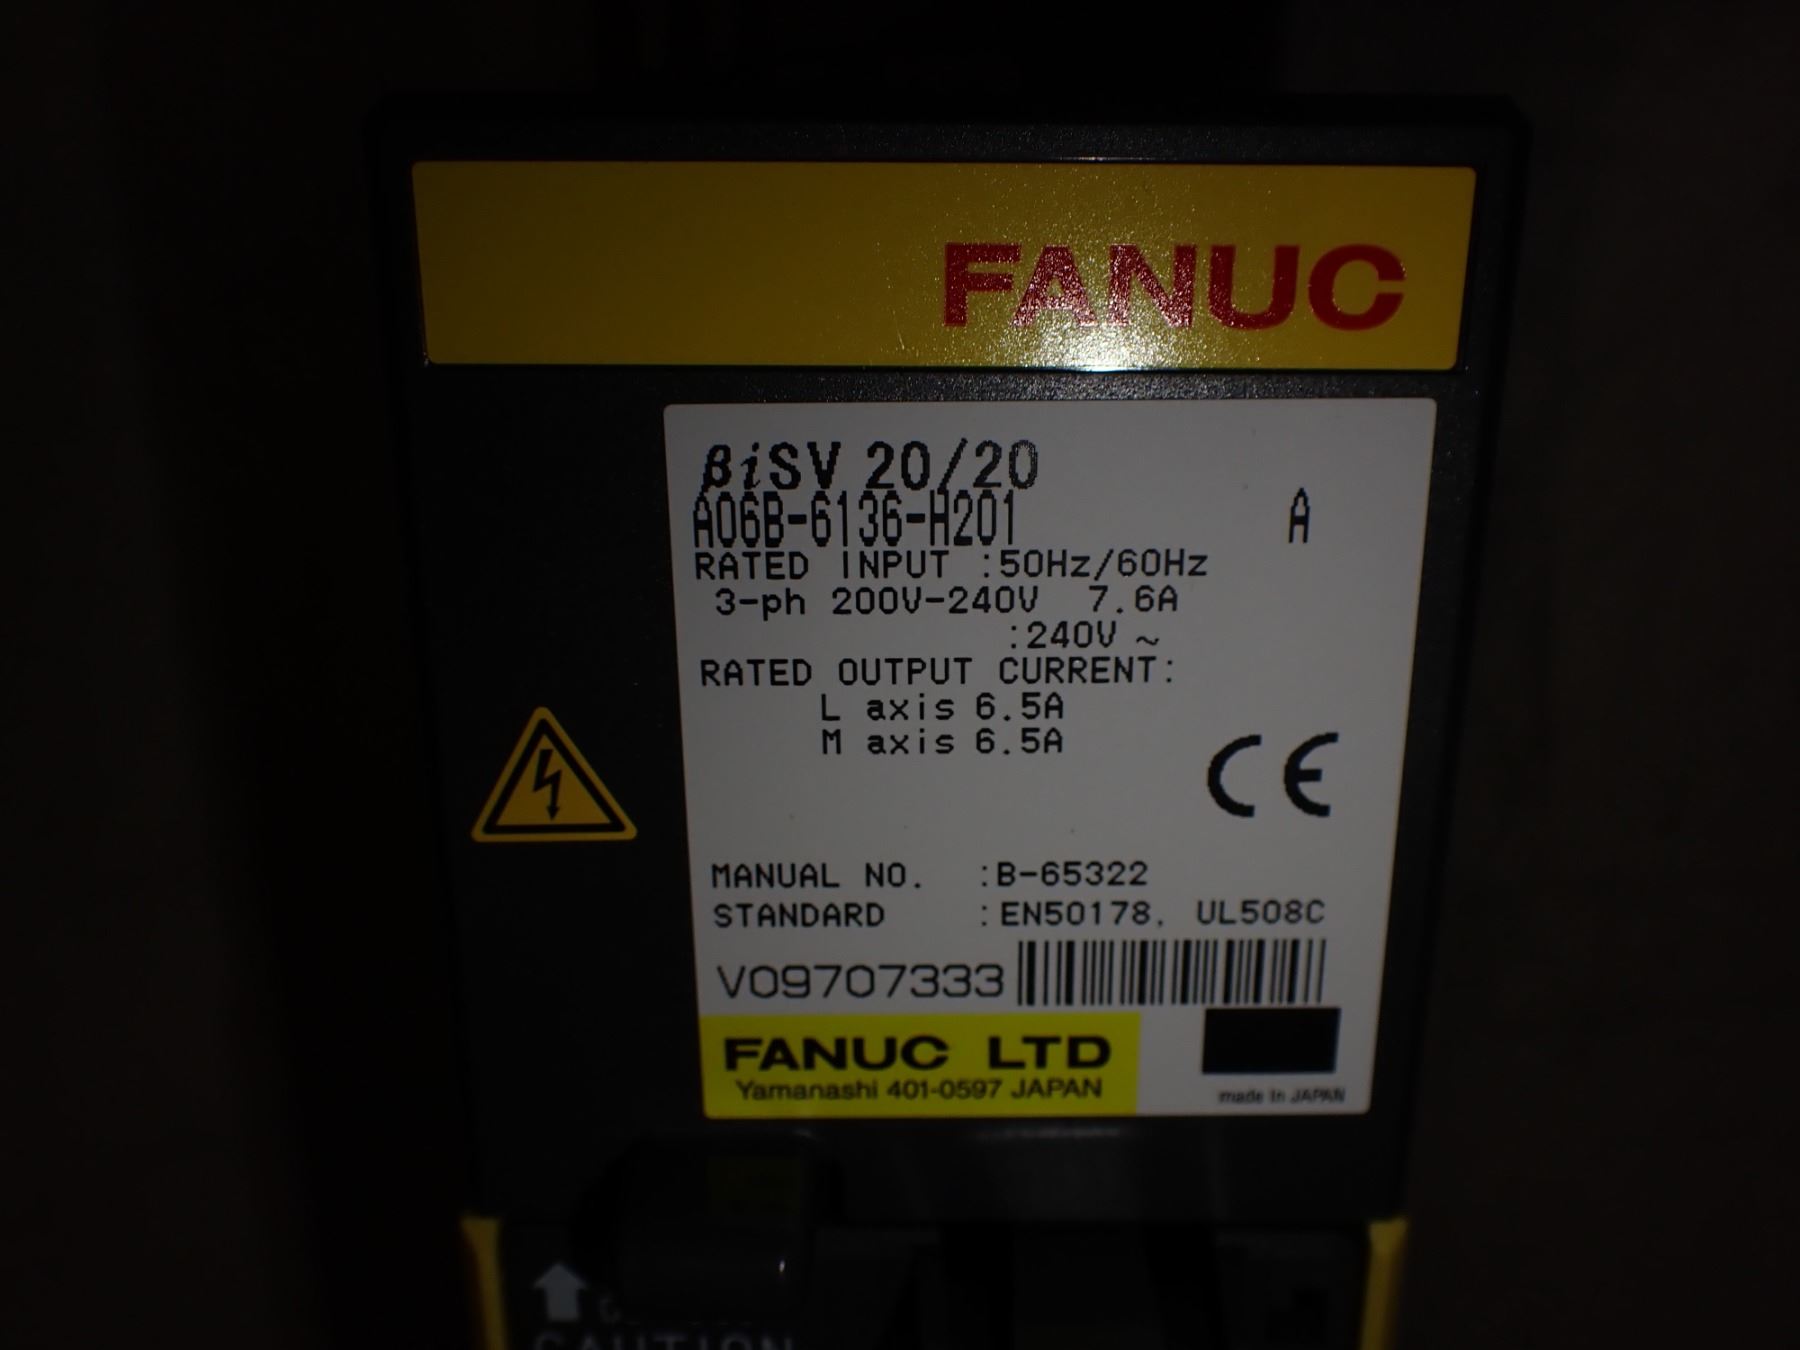 FANUC
βiSV 20/20
A06B-6136-H201 A
RATED INPUT :50Hz/60Hz
3-ph 200V-240V 7.6A
:240V ~
RATED OUTPUT CURRENT:
L axis 6.5A
M axis 6.5A
CE
MANUAL NO. :B-65322
STANDARD :EN50178, UL508C
V09707333
FANUC LTD
Yamanashi 401-0597 JAPAN
made in JAPAN
CAUTION